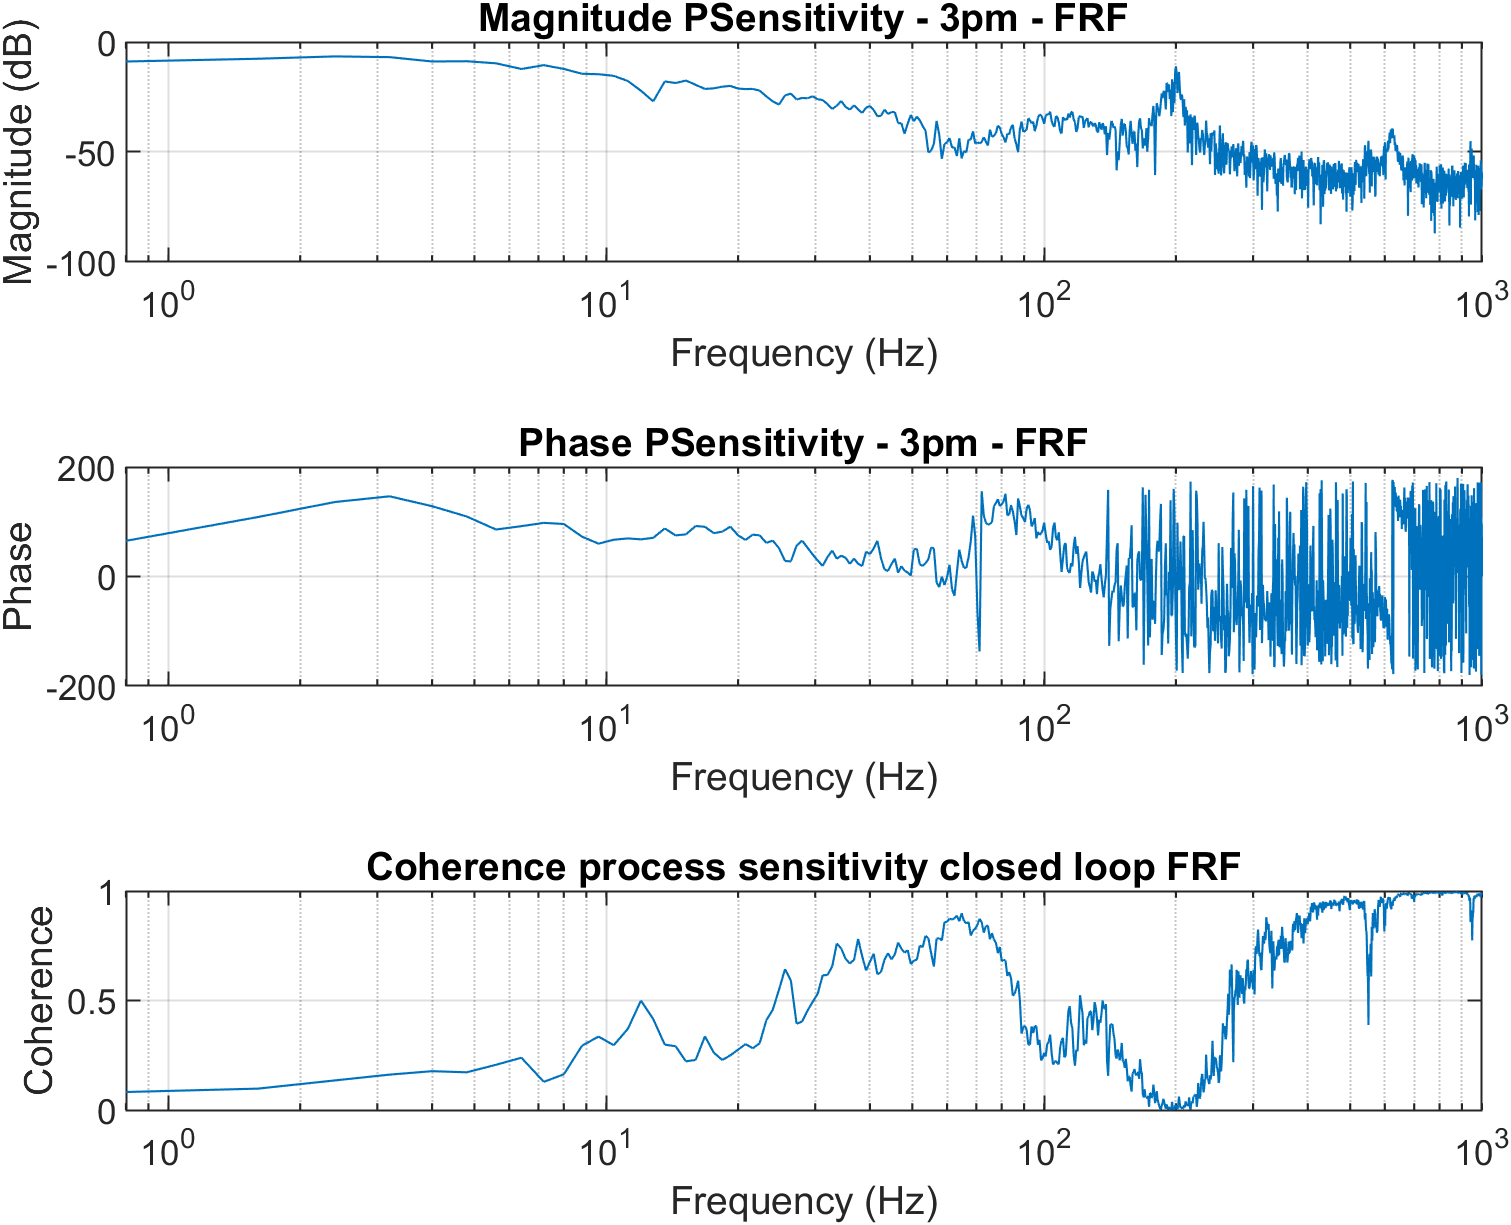 Magnitude PSensitivity - 3pm - FRF
Magnitude (dB)
0
-50
-100
10^0
10^1
10^2
10^3
Frequency (Hz)
Phase PSensitivity - 3pm - FRF
Phase
200
0
-200
10^0
10^1
10^2
10^3
Frequency (Hz)
Coherence process sensitivity closed loop FRF
Coherence
1
0.5
0
10^0
10^1
10^2
10^3
Frequency (Hz)